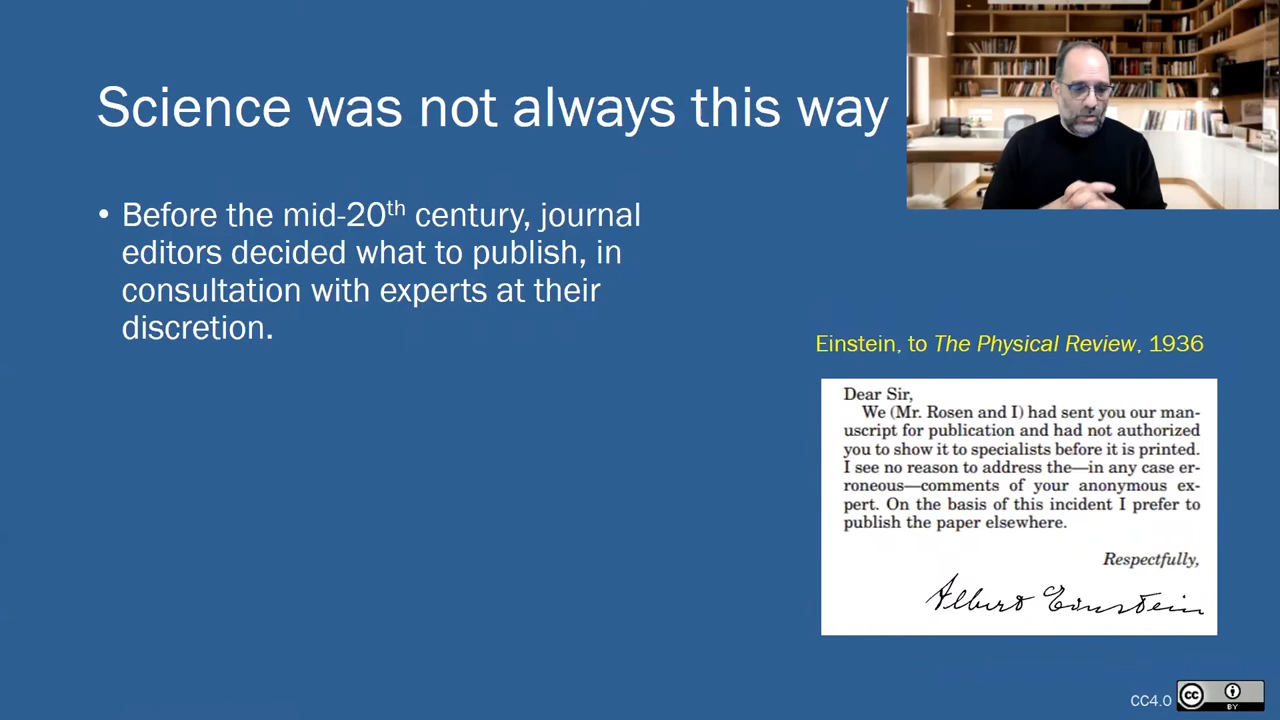 Science was not always this way
• Before the mid-20th century, journal
editors decided what to publish, in
consultation with experts at their
discretion.
Einstein, to The Physical Review, 1936
Dear Sir,
We (Mr. Rosen and I) had sent you our man-
uscript for publication and had not authorized
you to show it to specialists before it is printed.
I see no reason to address the—in any case er-
roneous—comments of your anonymous ex-
pert. On the basis of this incident I prefer to
publish the paper elsewhere.
Respectfully,
Albert Einstein
CC4.0
cc
BY